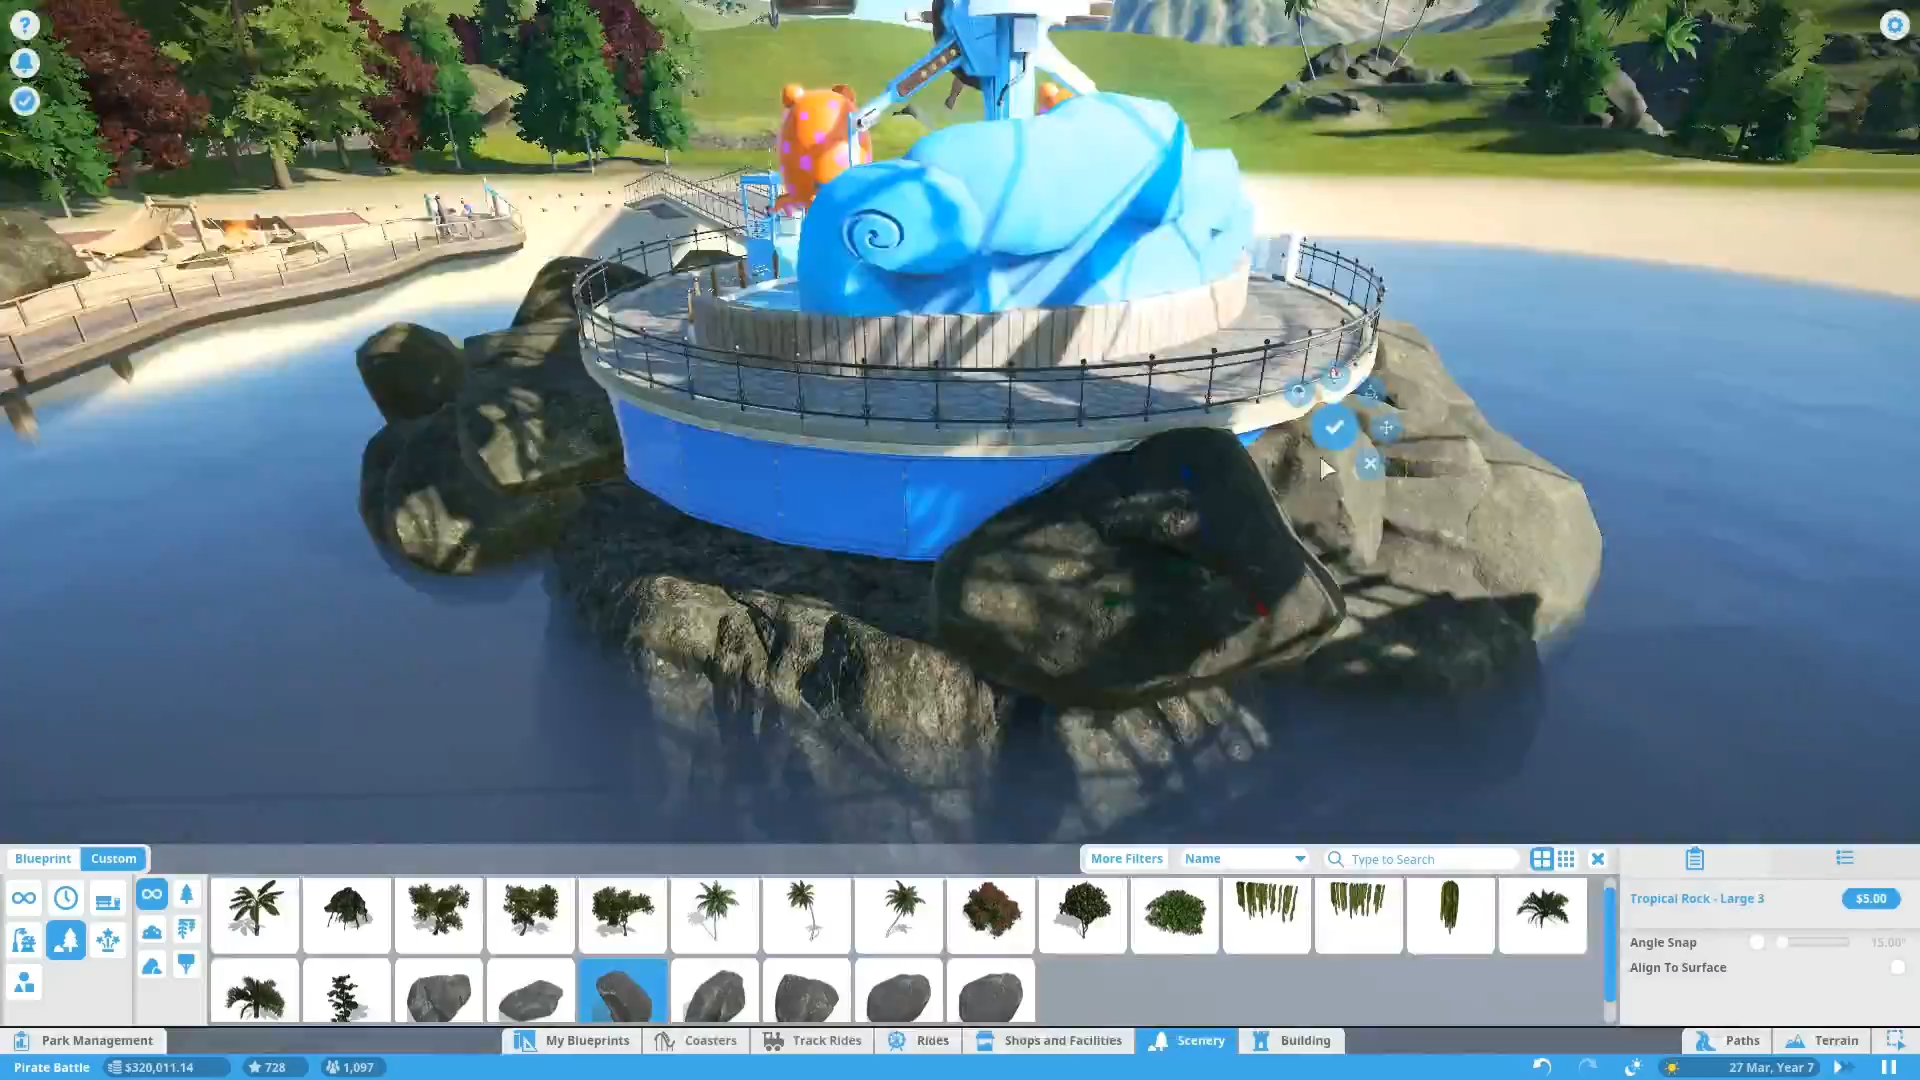 ?
Blueprint Custom More Filters Name Type to Search
Tropical Rock - Large 3 $5.00
Angle Snap 15.00°
Align To Surface
Park Management My Blueprints Coasters Track Rides Rides Shops and Facilities Scenery Building Paths Terrain
Pirate Battle $320,011.14 728 1,097 27 Mar, Year 7